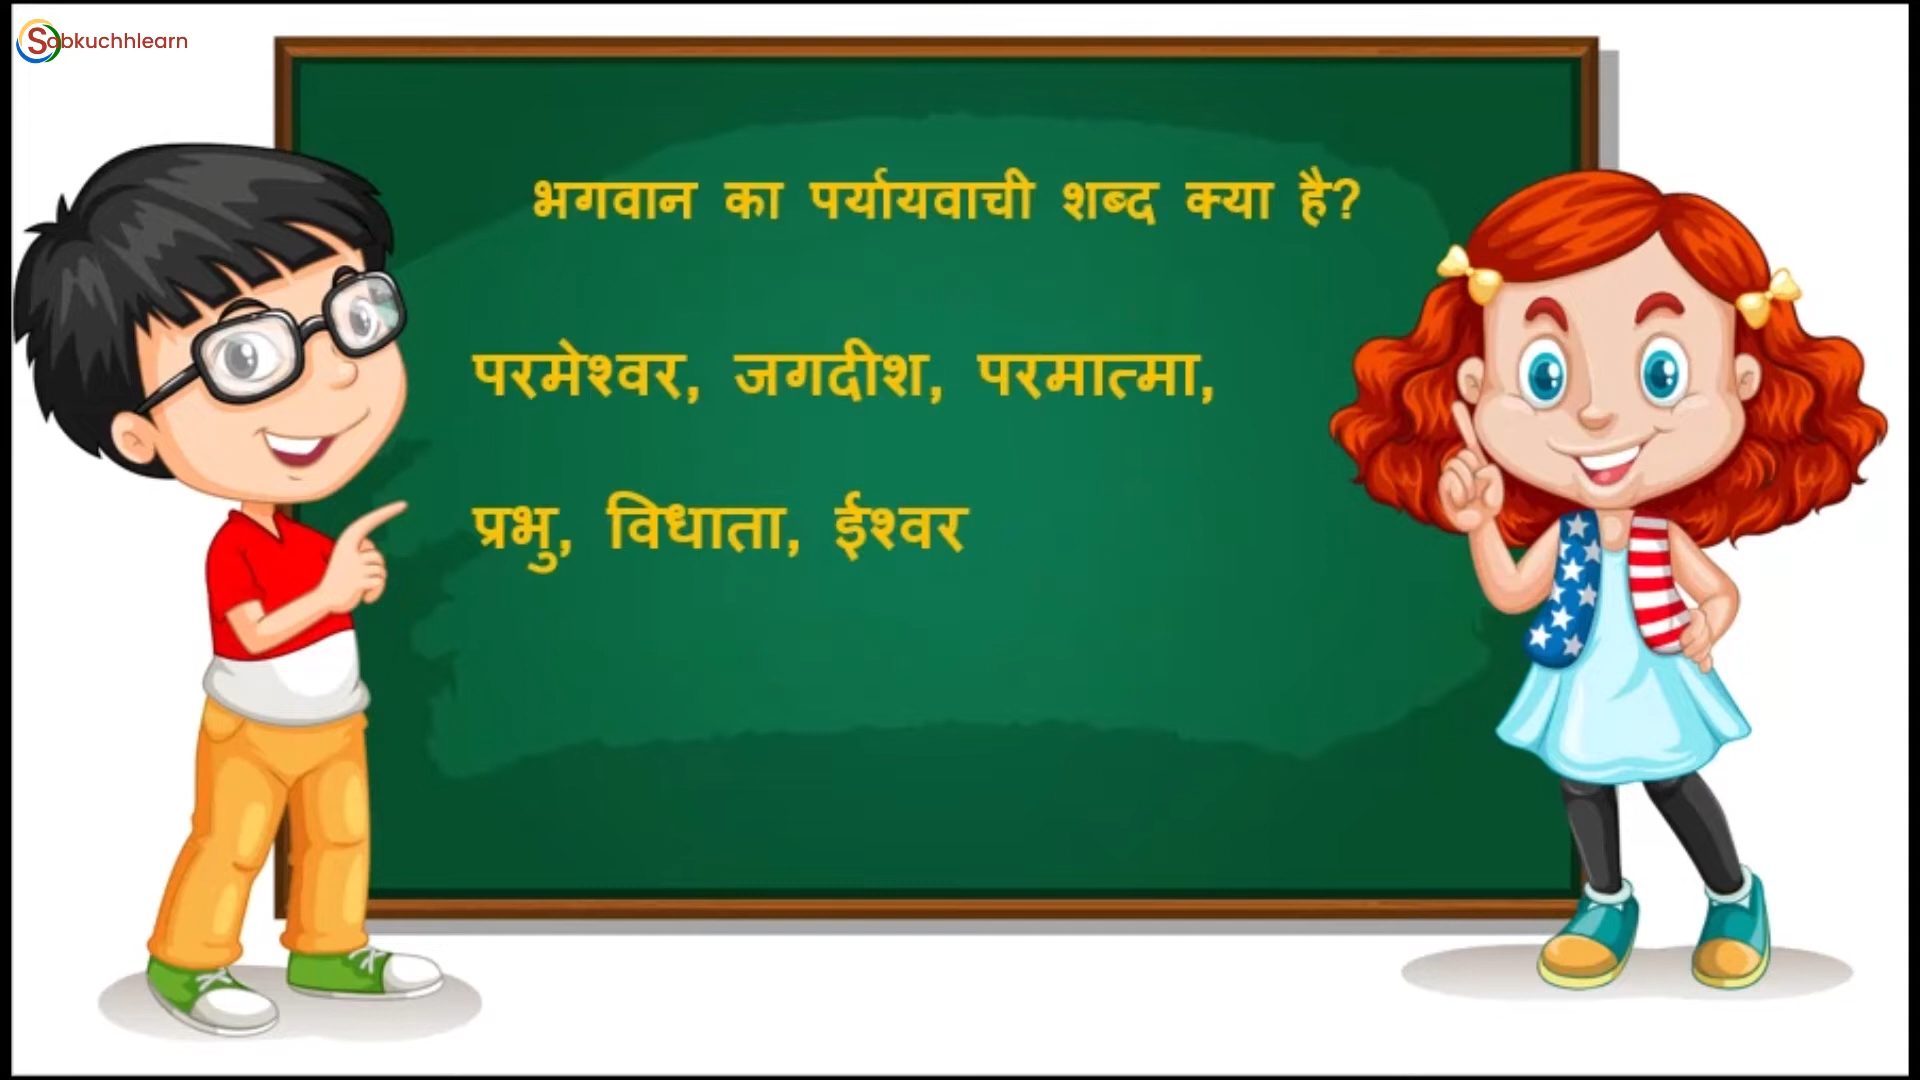 Sabkuchhlearn
भगवान का पर्यायवाची शब्द क्या है?
परमेश्वर, जगदीश, परमात्मा,
प्रभु, विधाता, ईश्वर